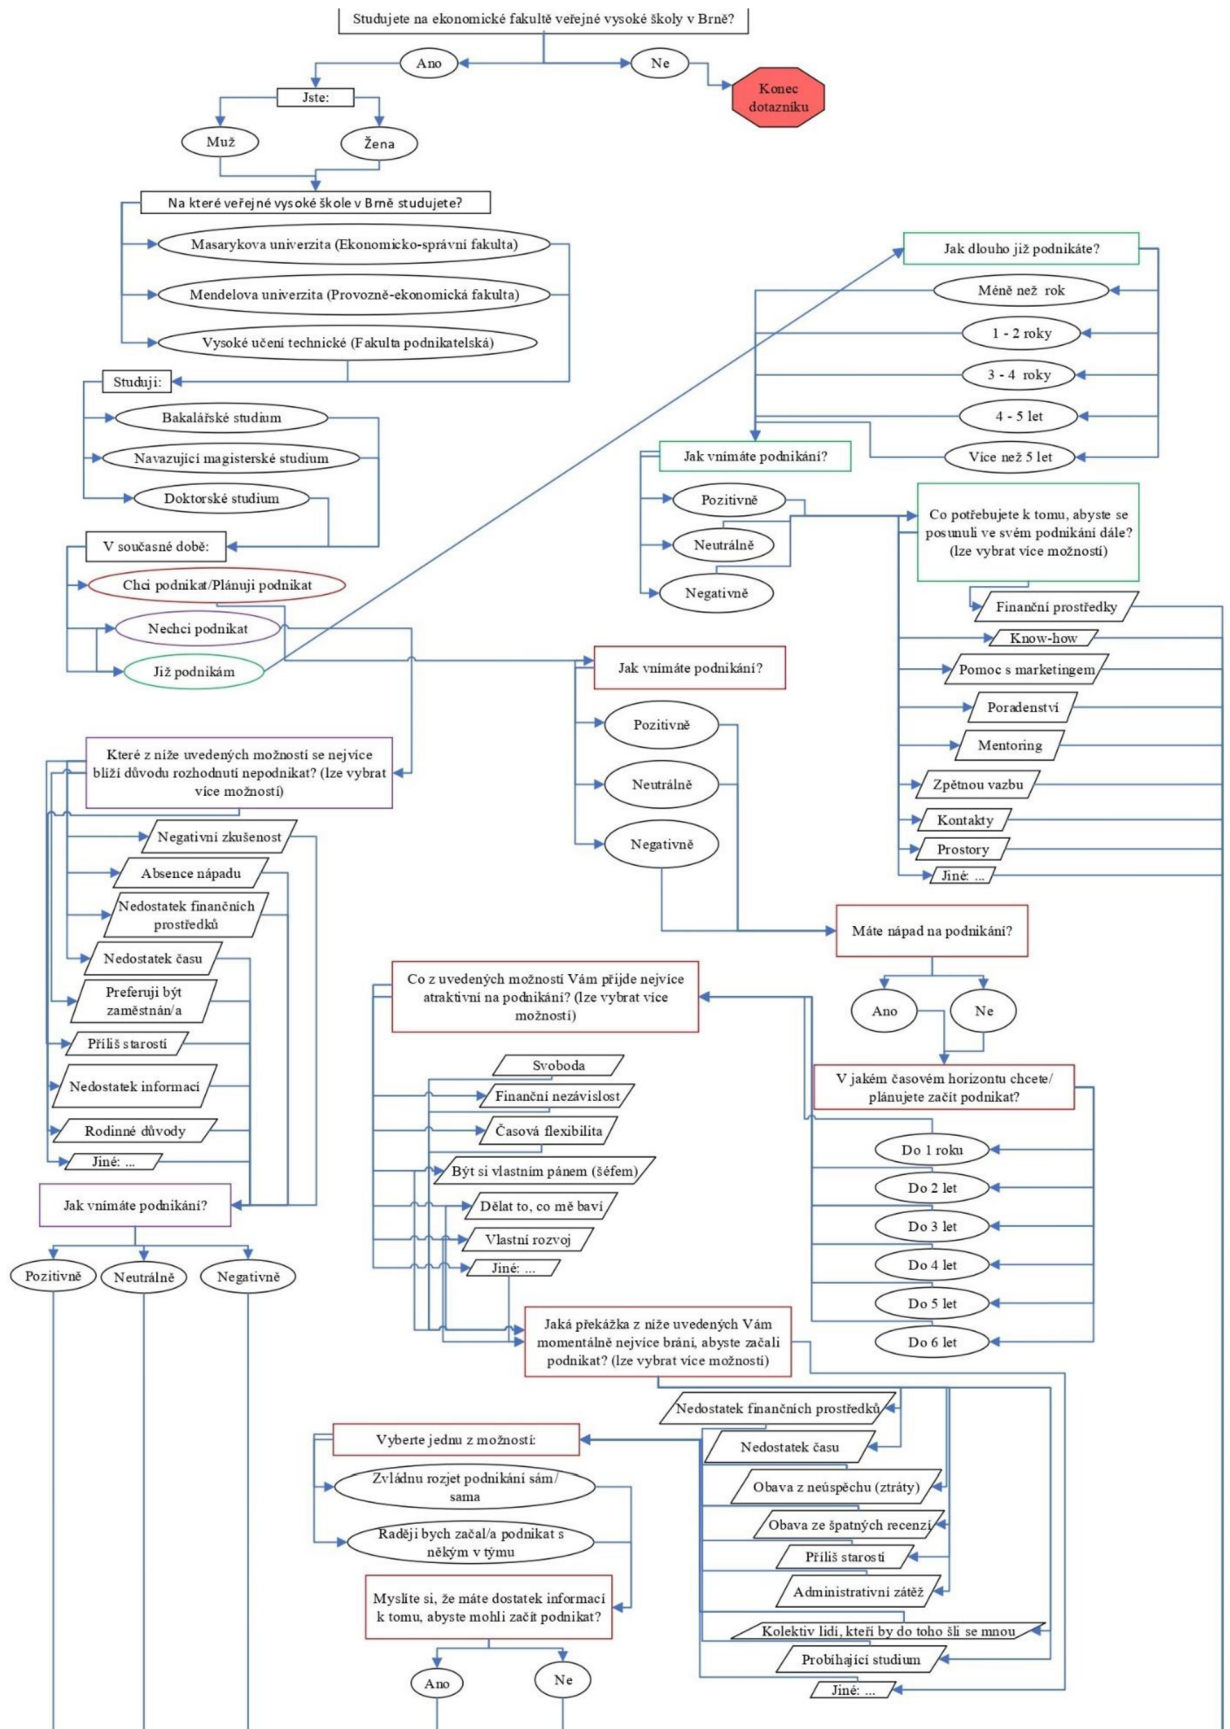 Studujete na ekonomické fakultě veřejné vysoké školy v Brně?
Ano
Ne
Konec
dotazníku
Jste:
Muž
Žena
Na které veřejné vysoké škole v Brně studujete?
Masarykova univerzita (Ekonomicko-správní fakulta)
Mendelova univerzita (Provozně-ekonomická fakulta)
Vysoké učení technické (Fakulta podnikatelská)
Studuji:
Bakalářské studium
Navazující magisterské studium
Doktorské studium
V současné době:
Chci podnikat/Plánuji podnikat
Nechci podnikat
Již podnikám
Jak dlouho již podnikáte?
Méně než rok
1 - 2 roky
3 - 4 roky
4 - 5 let
Více než 5 let
Jak vnímáte podnikání?
Pozitivně
Neutrálně
Negativně
Co potřebujete k tomu, abyste se
posunuli ve svém podnikání dále?
(lze vybrat více možností)
Finanční prostředky
Know-how
Pomoc s marketingem
Poradenství
Mentoring
Zpětnou vazbu
Kontakty
Prostory
Jiné: ...
Jak vnímáte podnikání?
Pozitivně
Neutrálně
Negativně
Které z níže uvedených možností se nejvíce
blíží důvodu rozhodnutí nepodnikat? (lze vybrat
více možností)
Negativní zkušenost
Absence nápadu
Nedostatek finančních
prostředků
Nedostatek času
Preferuji být
zaměstnán/a
Příliš starostí
Nedostatek informací
Rodinné důvody
Jiné: ...
Jak vnímáte podnikání?
Pozitivně
Neutrálně
Negativně
Máte nápad na podnikání?
Ano
Ne
V jakém časovém horizontu chcete/
plánujete začít podnikat?
Do 1 roku
Do 2 let
Do 3 let
Do 4 let
Do 5 let
Do 6 let
Co z uvedených možností Vám přijde nejvíce
atraktivní na podnikání? (lze vybrat více
možností)
Svoboda
Finanční nezávislost
Časová flexibilita
Být si vlastním pánem (šéfem)
Dělat to, co mě baví
Vlastní rozvoj
Jiné: ...
Jaká překážka z níže uvedených Vám
momentálně nejvíce brání, abyste začali
podnikat? (lze vybrat více možností)
Nedostatek finančních prostředků
Nedostatek času
Obava z neúspěchu (ztráty)
Obava ze špatných recenzí
Příliš starostí
Administrativní zátěž
Kolektiv lidí, kteří by do toho šli se mnou
Probíhající studium
Jiné: ...
Vyberte jednu z možností:
Zvládnu rozjet podnikání sám/
sama
Raději bych začal/a podnikat s
někým v týmu
Myslíte si, že máte dostatek informací
k tomu, abyste mohli začít podnikat?
Ano
Ne